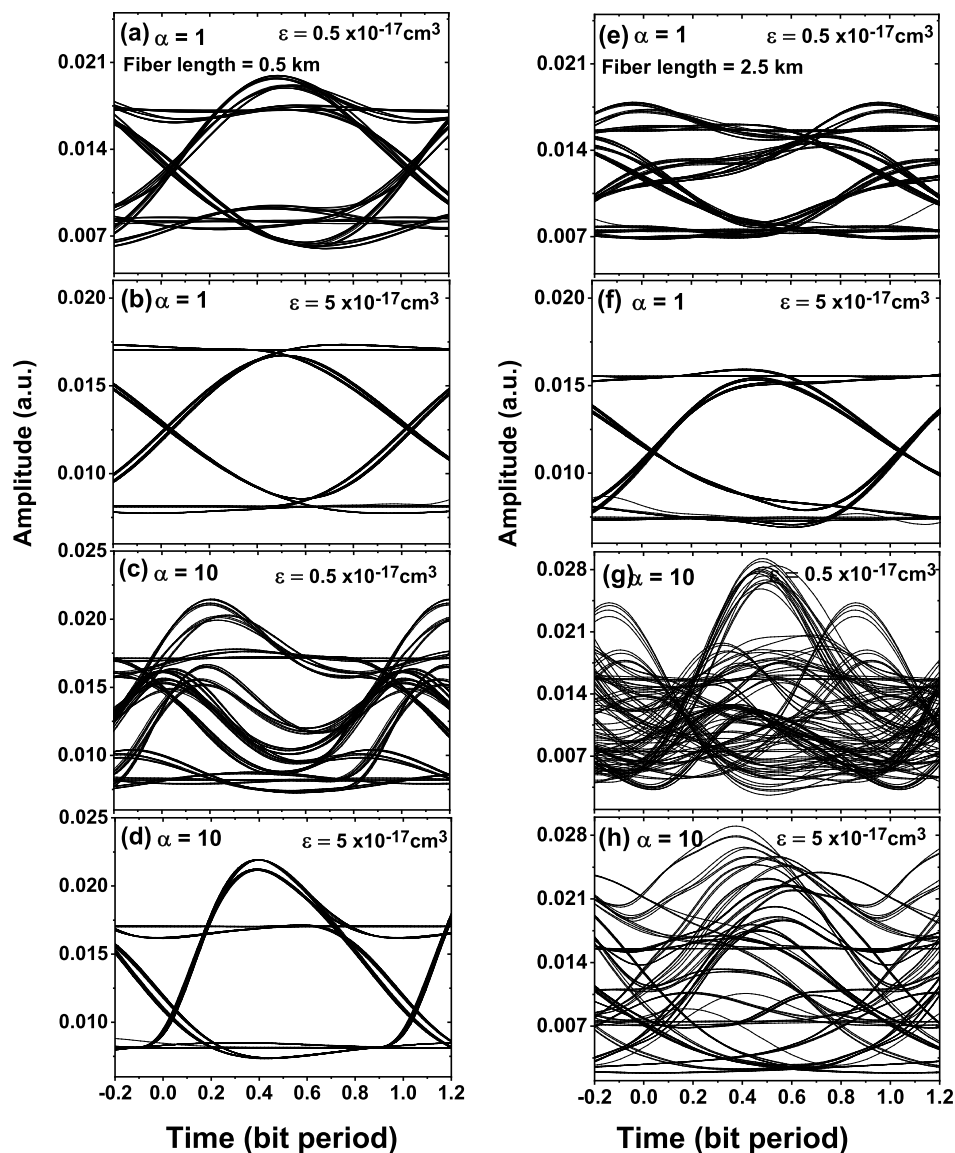 (a) α = 1 ε = 0.5 x10⁻¹⁷cm³
Fiber length = 0.5 km
0.021
0.014
0.007
(b) α = 1 ε = 5 x10⁻¹⁷cm³
0.020
0.015
0.010
(c) α = 10 ε = 0.5 x10⁻¹⁷cm³
0.025
0.020
0.015
0.010
(d) α = 10 ε = 5 x10⁻¹⁷cm³
0.025
0.020
0.015
0.010
-0.2 0.0 0.2 0.4 0.6 0.8 1.0 1.2
Time (bit period)
Amplitude (a.u.)
(e) α = 1 ε = 0.5 x10⁻¹⁷cm³
Fiber length = 2.5 km
0.021
0.014
0.007
(f) α = 1 ε = 5 x10⁻¹⁷cm³
0.020
0.015
0.010
(g) α = 10 ε = 0.5 x10⁻¹⁷cm³
0.028
0.021
0.014
0.007
(h) α = 10 ε = 5 x10⁻¹⁷cm³
0.028
0.021
0.014
0.007
-0.2 0.0 0.2 0.4 0.6 0.8 1.0 1.2
Time (bit period)
Amplitude (a.u.)